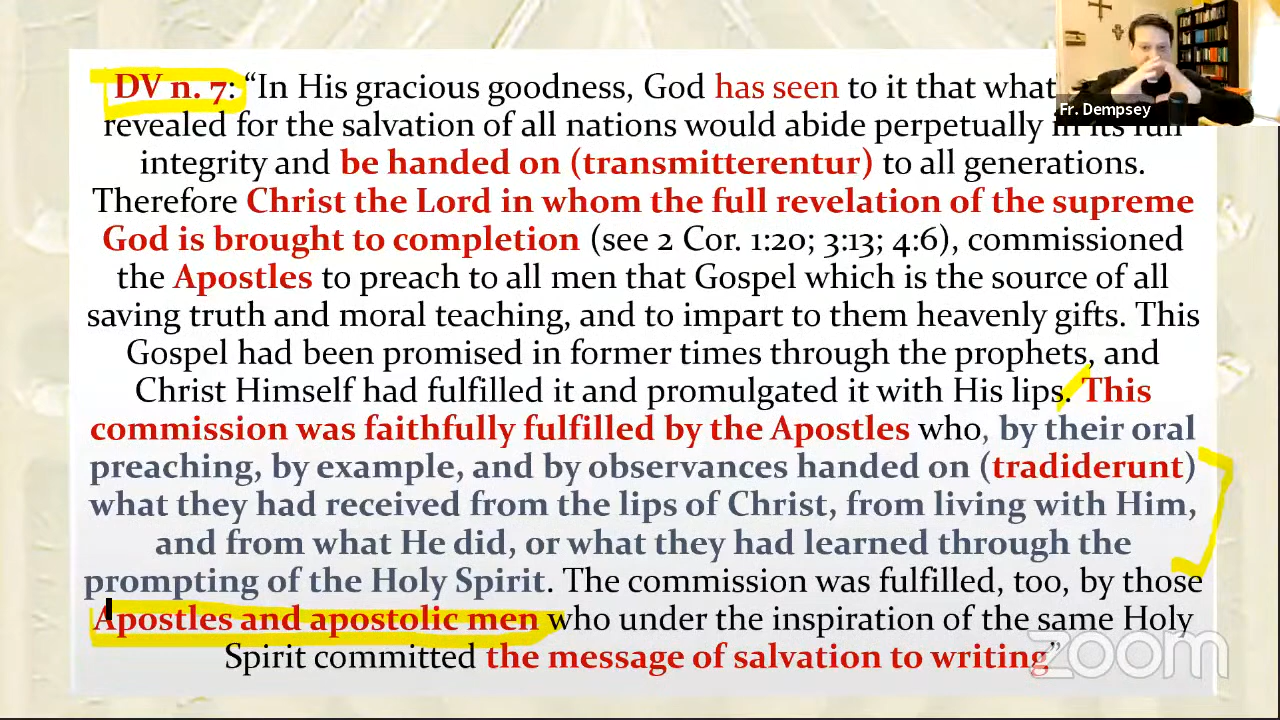 DV n. 7: “In His gracious goodness, God has seen to it that what
revealed for the salvation of all nations would abide perpetually in its full
integrity and be handed on (transmitterentur) to all generations.
Therefore Christ the Lord in whom the full revelation of the supreme
God is brought to completion (see 2 Cor. 1:20; 3:13; 4:6), commissioned
the Apostles to preach to all men that Gospel which is the source of all
saving truth and moral teaching, and to impart to them heavenly gifts. This
Gospel had been promised in former times through the prophets, and
Christ Himself had fulfilled it and promulgated it with His lips. This
commission was faithfully fulfilled by the Apostles who, by their oral
preaching, by example, and by observances handed on (tradiderunt)
what they had received from the lips of Christ, from living with Him,
and from what He did, or what they had learned through the
prompting of the Holy Spirit. The commission was fulfilled, too, by those
Apostles and apostolic men who under the inspiration of the same Holy
Spirit committed the message of salvation to writing”
Fr. Dempsey
zoom